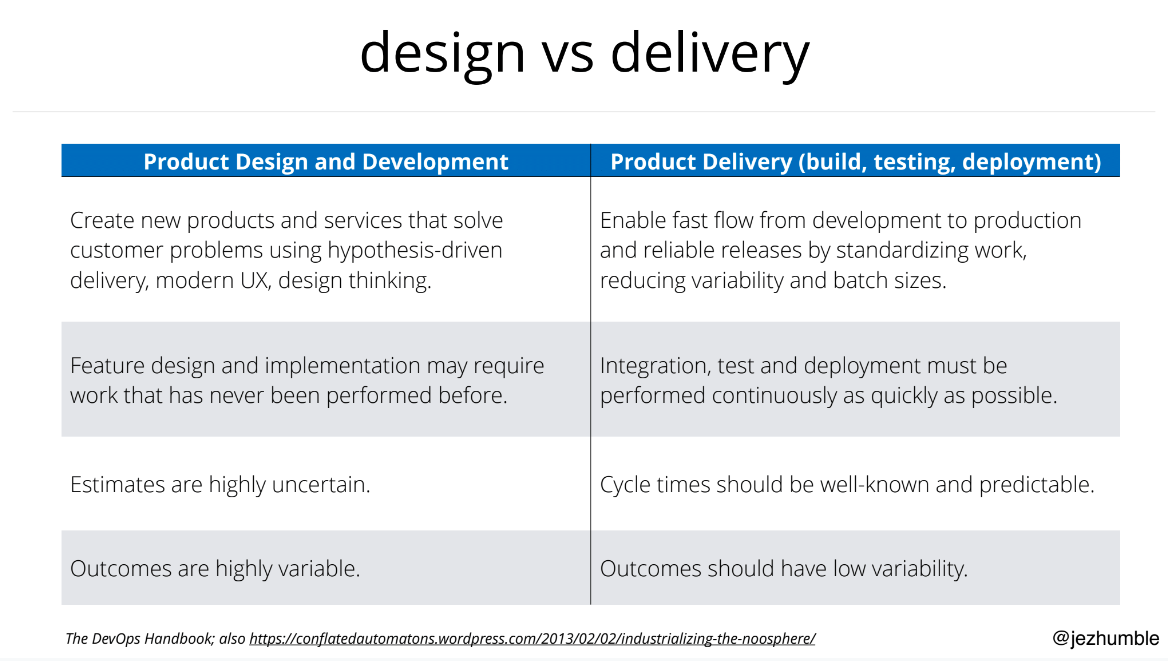 design vs delivery
Product Design and Development
Product Delivery (build, testing, deployment)
Create new products and services that solve
customer problems using hypothesis-driven
delivery, modern UX, design thinking.
Enable fast flow from development to production
and reliable releases by standardizing work,
reducing variability and batch sizes.
Feature design and implementation may require
work that has never been performed before.
Integration, test and deployment must be
performed continuously as quickly as possible.
Estimates are highly uncertain.
Cycle times should be well-known and predictable.
Outcomes are highly variable.
Outcomes should have low variability.
The DevOps Handbook; also https://conflatedautomatons.wordpress.com/2013/02/02/industrializing-the-noosphere/
@jezhumble